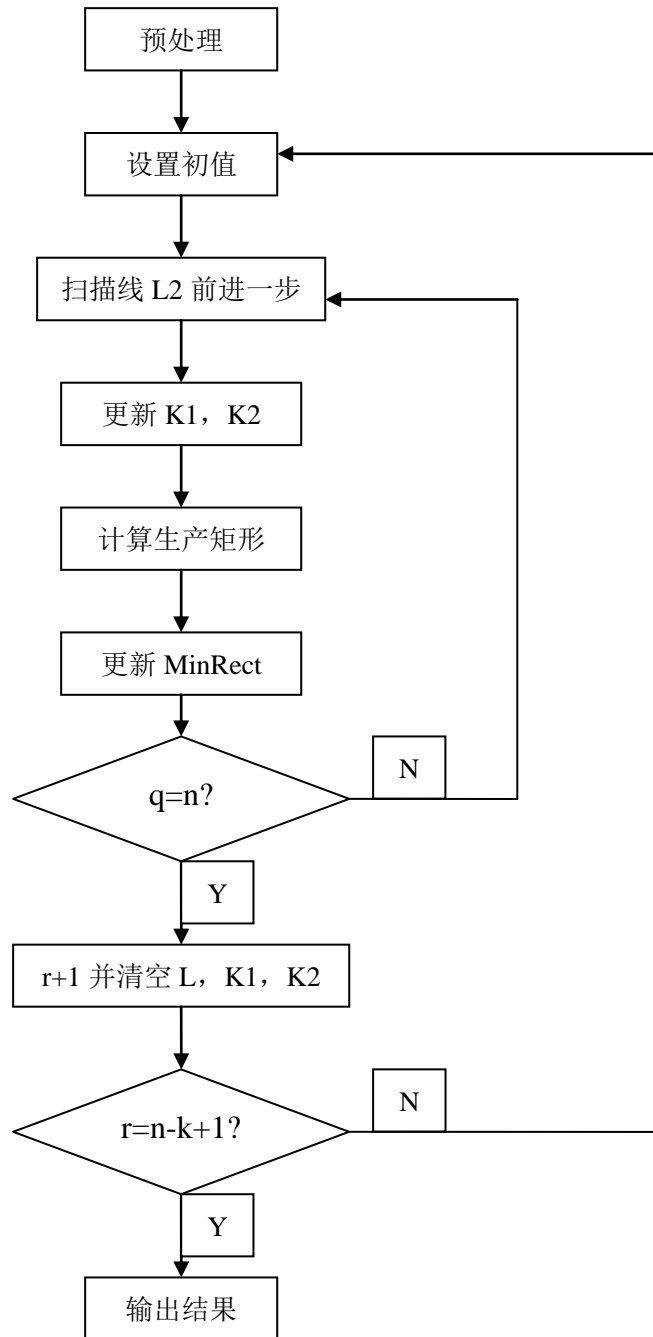 预处理
设置初值
扫描线 L2 前进一步
更新 K1，K2
计算生产矩形
更新 MinRect
q=n?
N
Y
r+1 并清空 L，K1，K2
r=n-k+1?
N
Y
输出结果